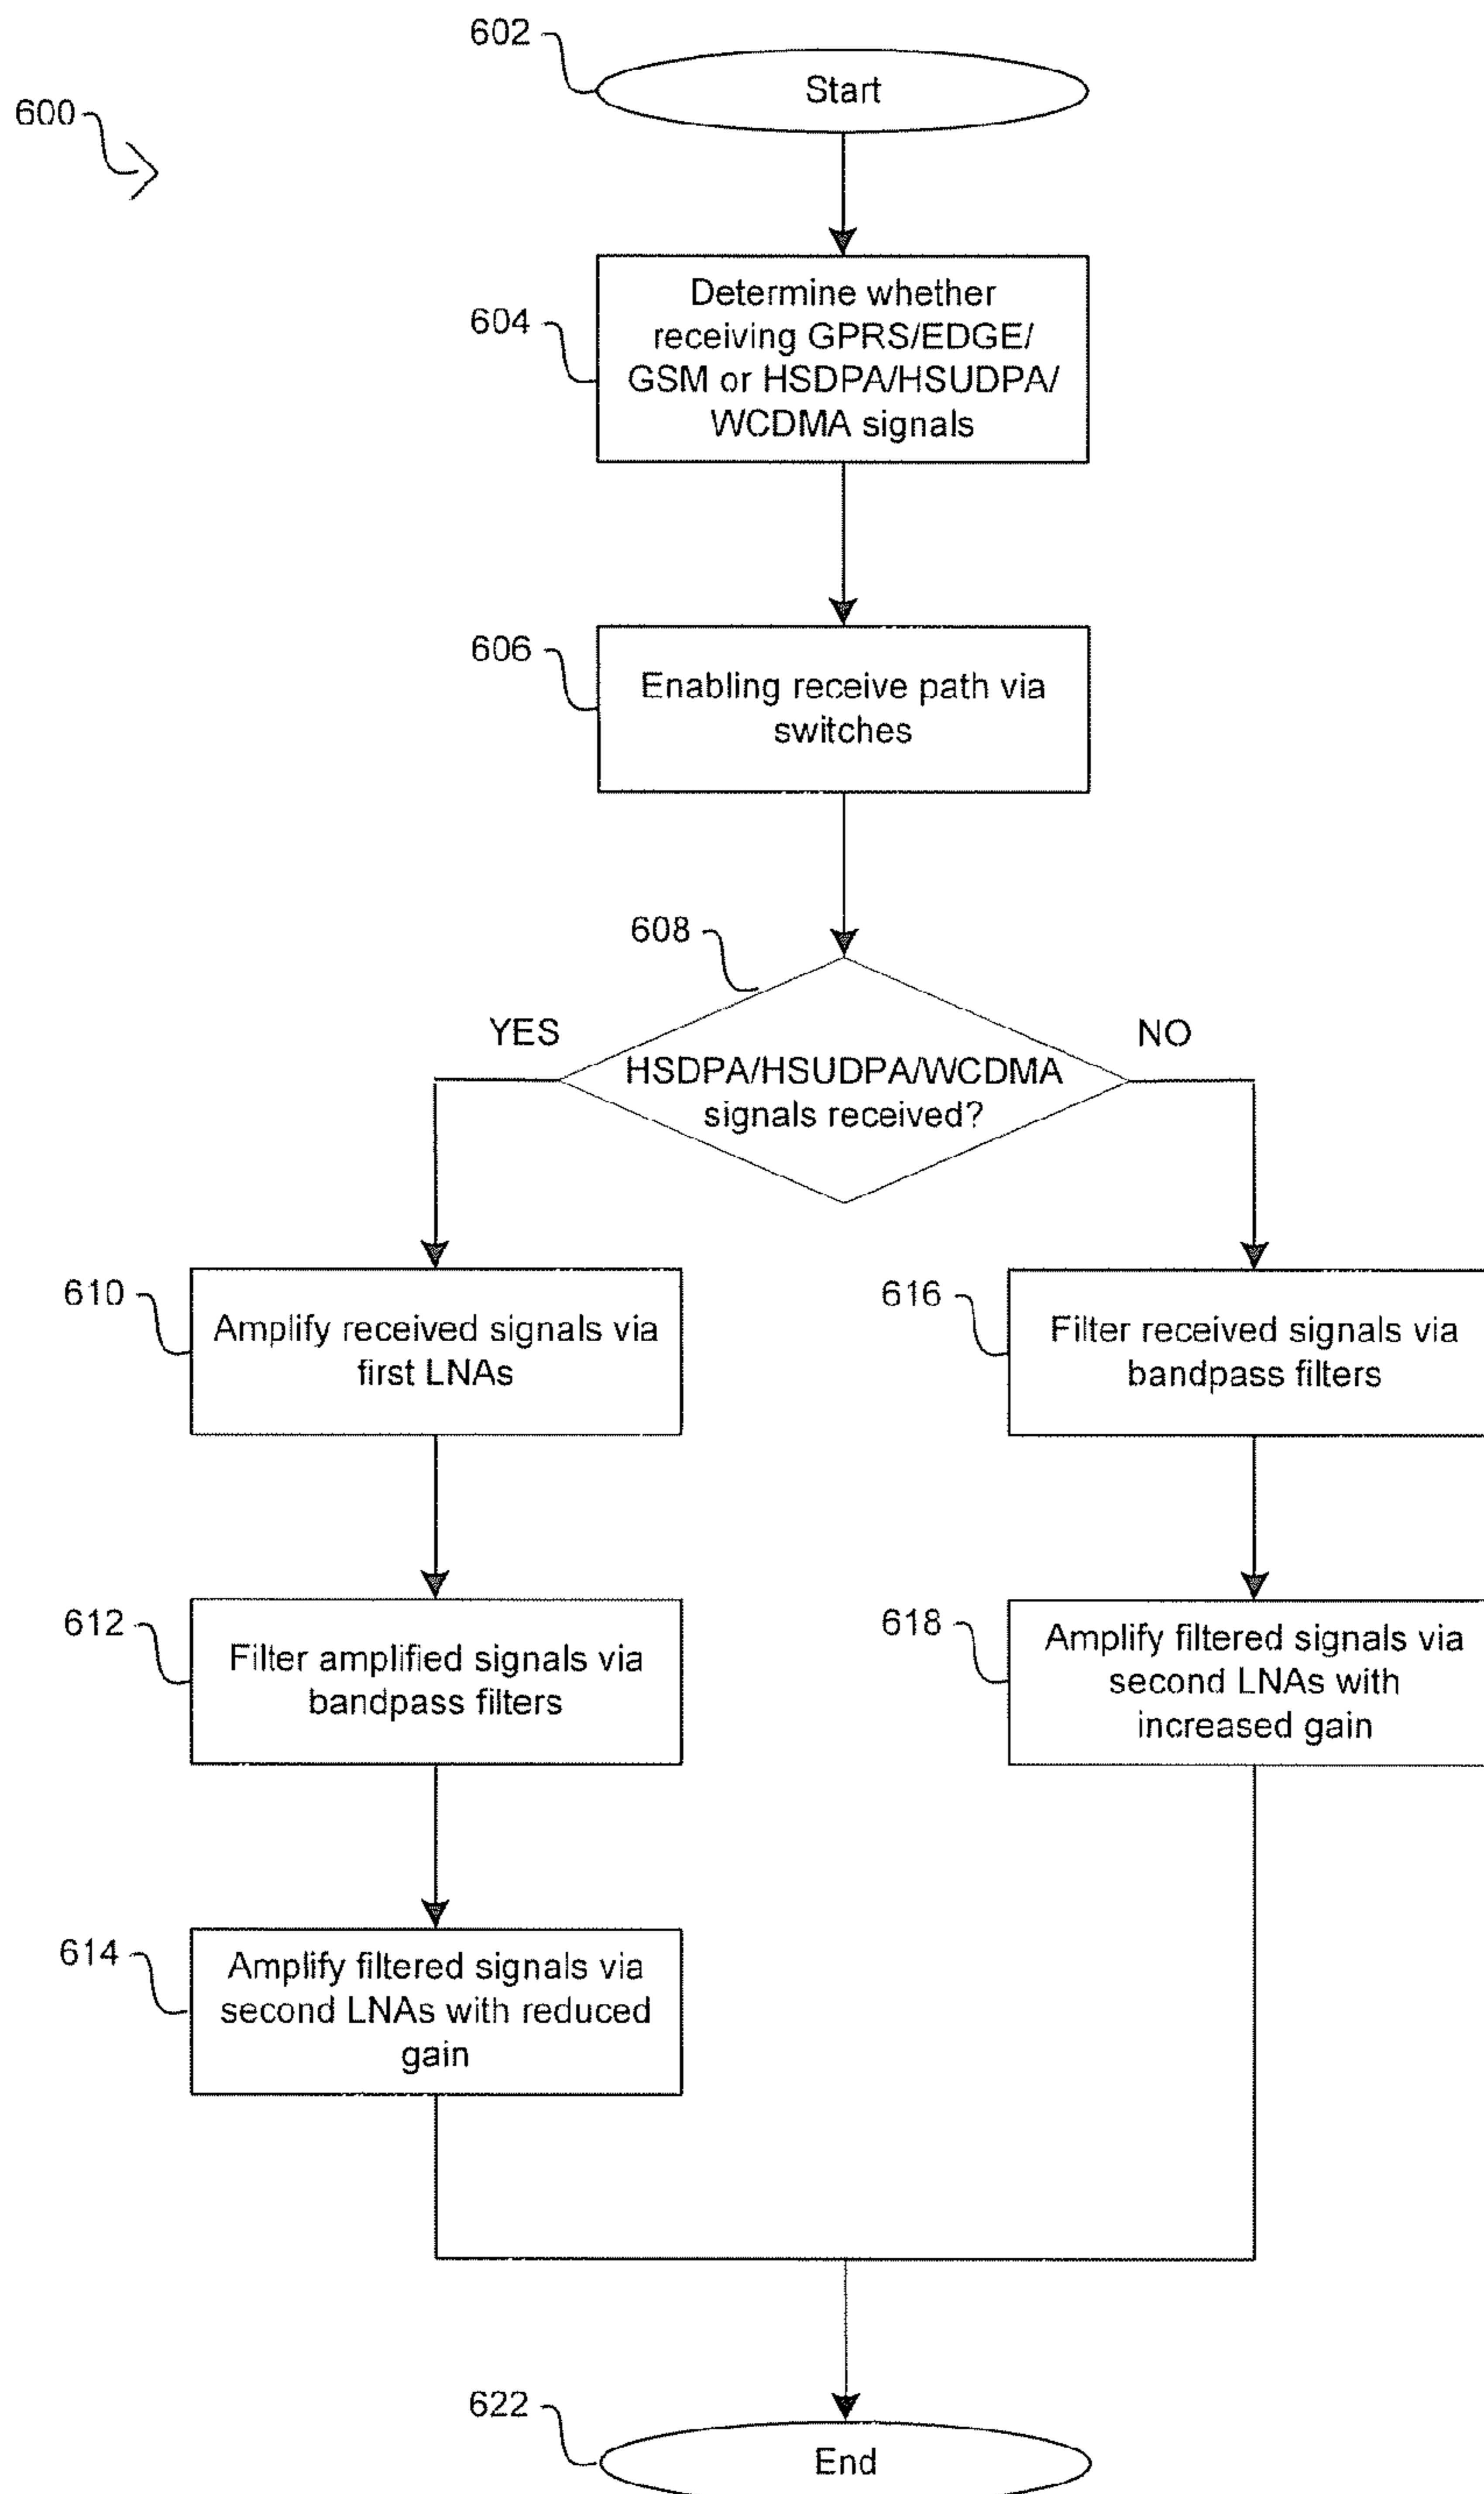 602
Start
600
604
Determine whether
receiving GPRS/EDGE/
GSM or HSDPA/HSUDPA/
WCDMA signals
606
Enabling receive path via
switches
608
YES
NO
HSDPA/HSUDPA/WCDMA
signals received?
610
Amplify received signals via
first LNAs
616
Filter received signals via
bandpass filters
612
Filter amplified signals via
bandpass filters
618
Amplify filtered signals via
second LNAs with
increased gain
614
Amplify filtered signals via
second LNAs with reduced
gain
622
End